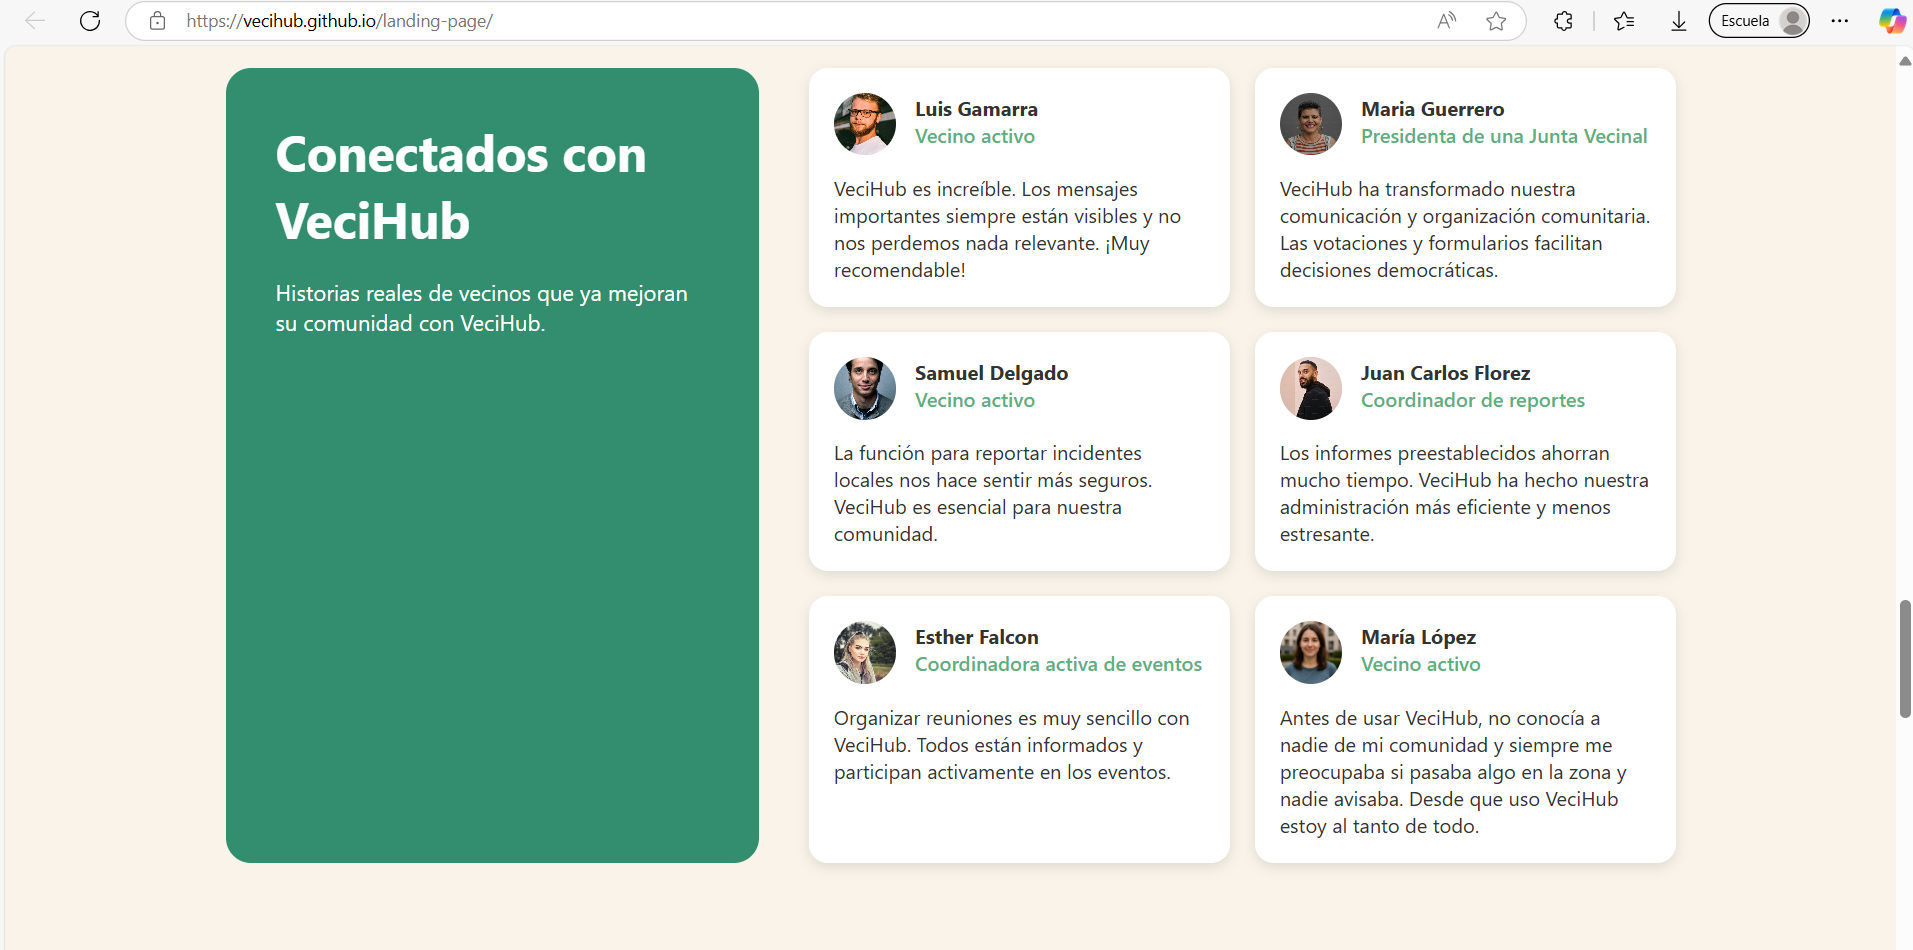 https://vecihub.github.io/landing-page/
Escuela
Conectados con
VeciHub
Historias reales de vecinos que ya mejoran
su comunidad con VeciHub.
Luis Gamarra
Vecino activo
VeciHub es increíble. Los mensajes
importantes siempre están visibles y no
nos perdemos nada relevante. ¡Muy
recomendable!
Maria Guerrero
Presidenta de una Junta Vecinal
VeciHub ha transformado nuestra
comunicación y organización comunitaria.
Las votaciones y formularios facilitan
decisiones democráticas.
Samuel Delgado
Vecino activo
La función para reportar incidentes
locales nos hace sentir más seguros.
VeciHub es esencial para nuestra
comunidad.
Juan Carlos Florez
Coordinador de reportes
Los informes preestablecidos ahorran
mucho tiempo. VeciHub ha hecho nuestra
administración más eficiente y menos
estresante.
Esther Falcon
Coordinadora activa de eventos
Organizar reuniones es muy sencillo con
VeciHub. Todos están informados y
participan activamente en los eventos.
María López
Vecino activo
Antes de usar VeciHub, no conocía a
nadie de mi comunidad y siempre me
preocupaba si pasaba algo en la zona y
nadie avisaba. Desde que uso VeciHub
estoy al tanto de todo.